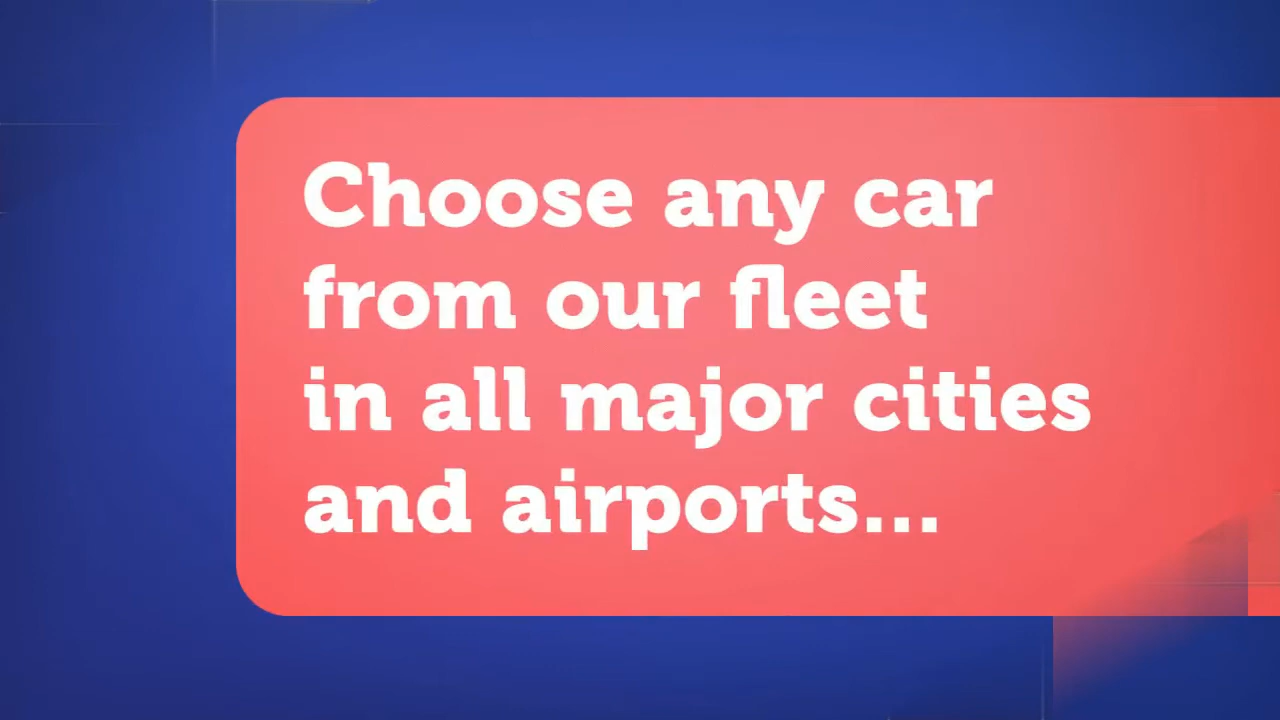 Choose any car
from our fleet
in all major cities
and airports...